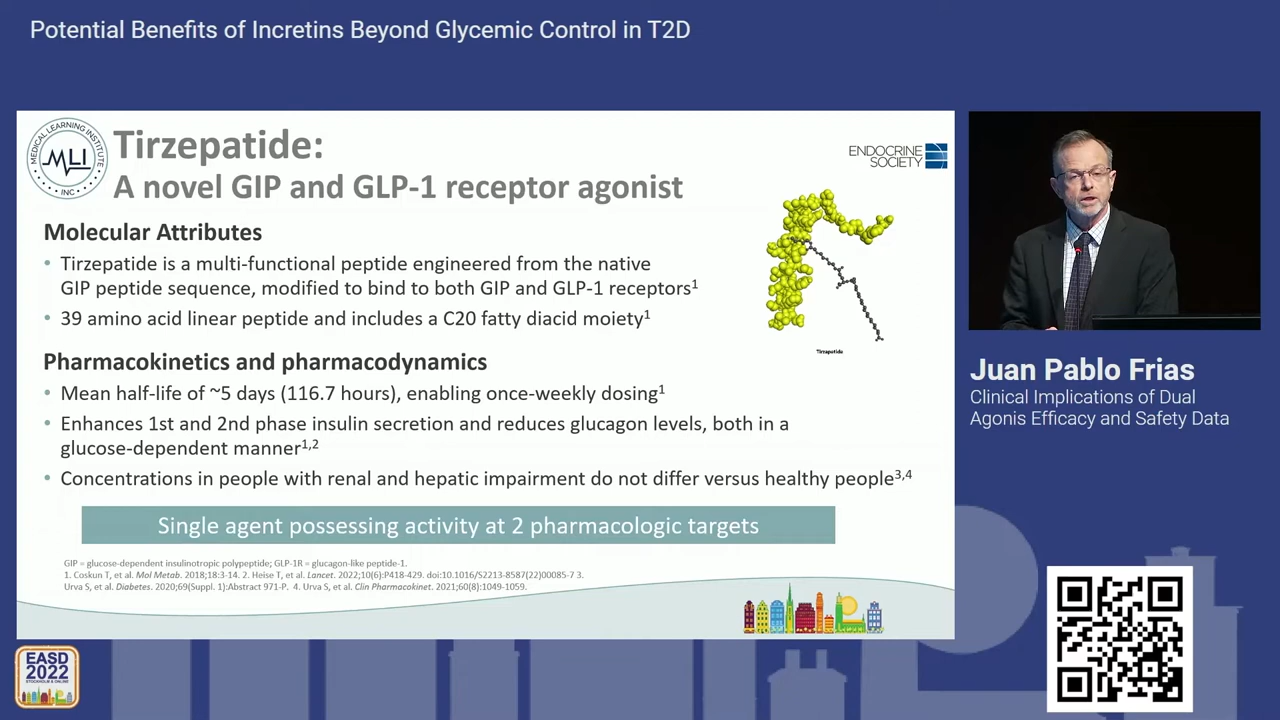 Potential Benefits of Incretins Beyond Glycemic Control in T2D
MEDICAL LEARNING INSTITUTE
MLI
INC
Tirzepatide:
A novel GIP and GLP-1 receptor agonist
ENDOCRINE
SOCIETY
Molecular Attributes
• Tirzepatide is a multi-functional peptide engineered from the native
GIP peptide sequence, modified to bind to both GIP and GLP-1 receptors¹
• 39 amino acid linear peptide and includes a C20 fatty diacid moiety¹
Tirzepatide
Pharmacokinetics and pharmacodynamics
• Mean half-life of ~5 days (116.7 hours), enabling once-weekly dosing¹
• Enhances 1st and 2nd phase insulin secretion and reduces glucagon levels, both in a
glucose-dependent manner¹,²
• Concentrations in people with renal and hepatic impairment do not differ versus healthy people³,⁴
Single agent possessing activity at 2 pharmacologic targets
GIP = glucose-dependent insulinotropic polypeptide; GLP-1R = glucagon-like peptide-1.
1. Coskun T, et al. Mol Metab. 2018;18:3-14. 2. Heise T, et al. Lancet. 2022;10(6):P418-429. doi:10.1016/S2213-8587(22)00085-7 3.
Urva S, et al. Diabetes. 2020;69(Suppl. 1):Abstract 971-P. 4. Urva S, et al. Clin Pharmacokinet. 2021;60(8):1049-1059.
Juan Pablo Frias
Clinical Implications of Dual
Agonis Efficacy and Safety Data
EASD
2022
STOCKHOLM & ONLINE